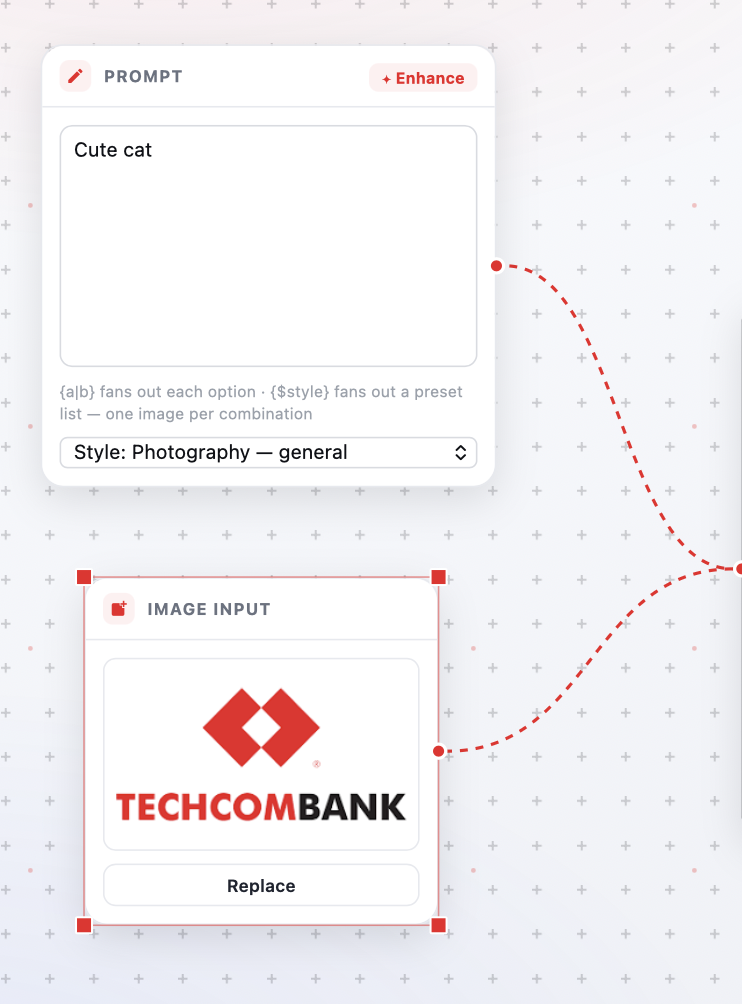 PROMPT
✦ Enhance
Cute cat
{a|b} fans out each option · {$style} fans out a preset
list — one image per combination
Style: Photography — general
IMAGE INPUT
®
TECHCOMBANK
Replace